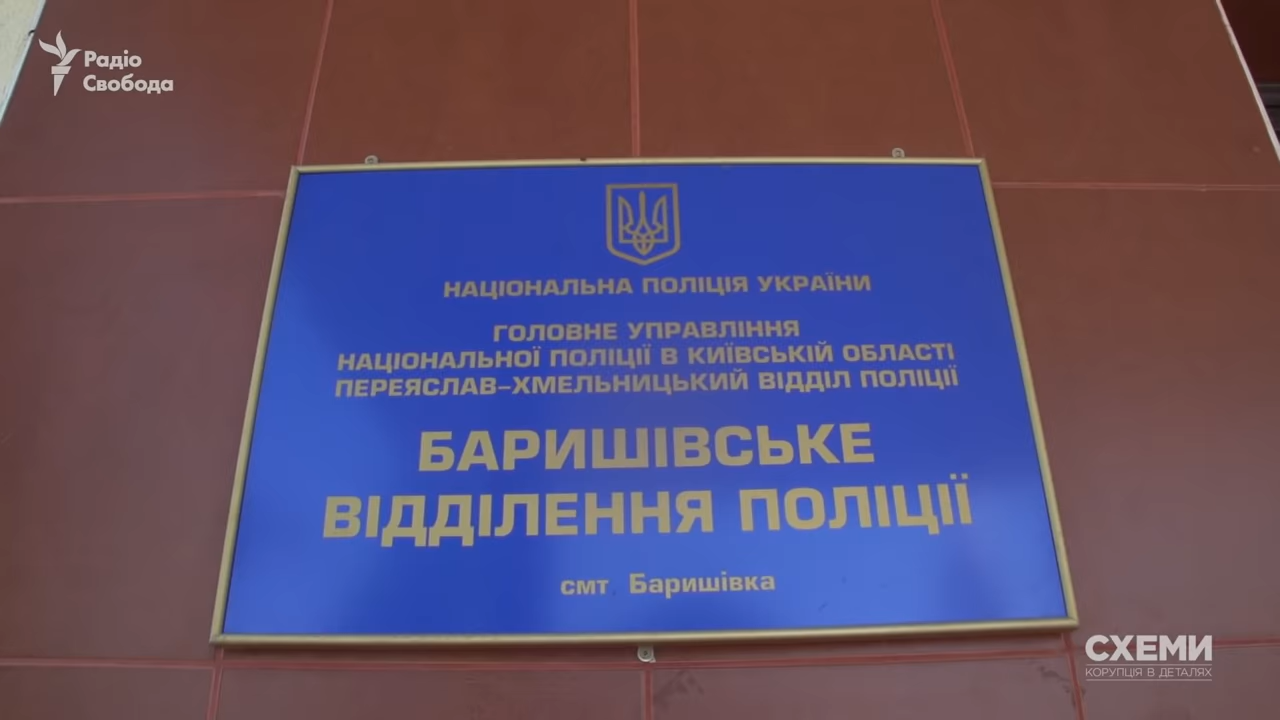 Радіо
Свобода
НАЦІОНАЛЬНА ПОЛІЦІЯ УКРАЇНИ
ГОЛОВНЕ УПРАВЛІННЯ
НАЦІОНАЛЬНОЇ ПОЛІЦІЇ В КИЇВСЬКІЙ ОБЛАСТІ
ПЕРЕЯСЛАВ-ХМЕЛЬНИЦЬКИЙ ВІДДІЛ ПОЛІЦІЇ
БАРИШІВСЬКЕ
ВІДДІЛЕННЯ ПОЛІЦІЇ
смт Баришівка
СХЕМИ
КОРУПЦІЯ В ДЕТАЛЯХ